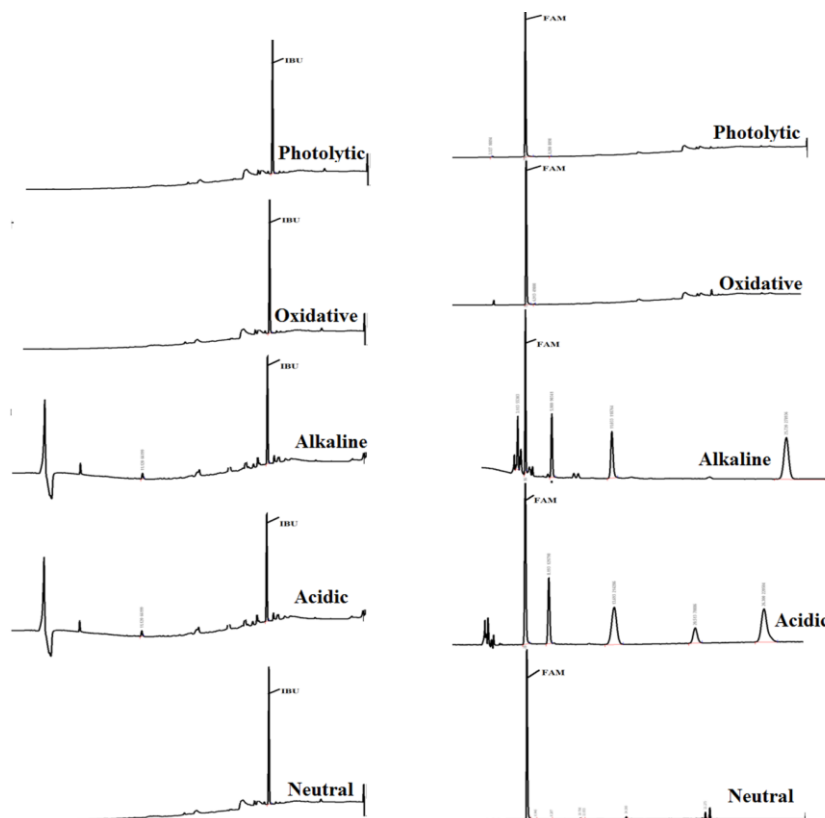 IBU
Photolytic
IBU
Oxidative
IBU
Alkaline
IBU
Acidic
IBU
Neutral
FAM
Photolytic
FAM
Oxidative
FAM
Alkaline
FAM
Acidic
FAM
Neutral